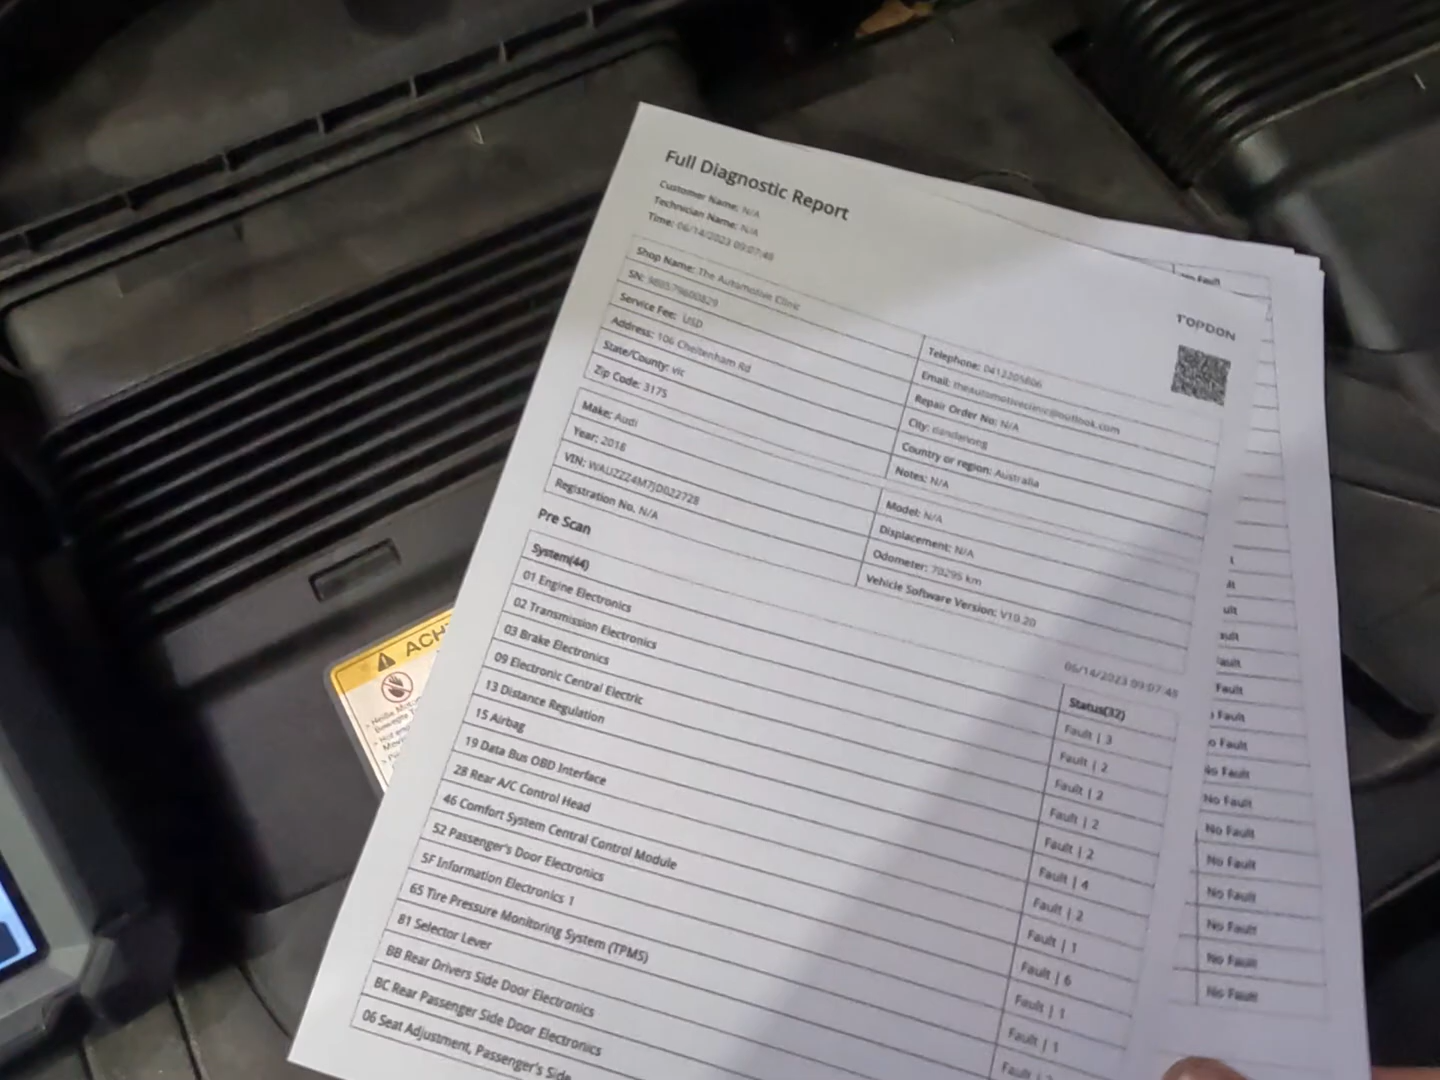 Full Diagnostic Report
Customer Name: N/A
Technician Name: N/A
Time: 06/14/2023 09:07:48
TOPDON
Shop Name: The Automotive Clinic
SN:
Telephone:
Service Fee: USD
Email: theautomotiveclinic@outlook.com
Address: 106 Cheltenham Rd
Repair Order No: N/A
State/County: vic
City: dandenong
Zip Code: 3175
Country or region: Australia
Notes: N/A
Make: Audi
Model: N/A
Year: 2018
Displacement: N/A
VIN: WAUZZZ4M7JD022728
Odometer: km
Registration No. N/A
Vehicle Software Version: V10.20
Pre Scan
06/14/2023 09:07:48
System(44)
Status(32)
01 Engine Electronics
Fault | 3
02 Transmission Electronics
Fault | 2
03 Brake Electronics
Fault | 2
09 Electronic Central Electric
Fault | 2
13 Distance Regulation
Fault | 2
15 Airbag
Fault | 4
19 Data Bus OBD Interface
Fault | 2
28 Rear A/C Control Head
Fault | 1
46 Comfort System Central Control Module
Fault | 6
52 Passenger's Door Electronics
Fault | 1
5F Information Electronics 1
Fault | 1
65 Tire Pressure Monitoring System (TPMS)
Fault |
81 Selector Lever
BB Rear Drivers Side Door Electronics
BC Rear Passenger Side Door Electronics
06 Seat Adjustment, Passenger's Side
No Fault
Fault
Fault
No Fault
No Fault
No Fault
No Fault
No Fault
No Fault
No Fault
No Fault
ACH